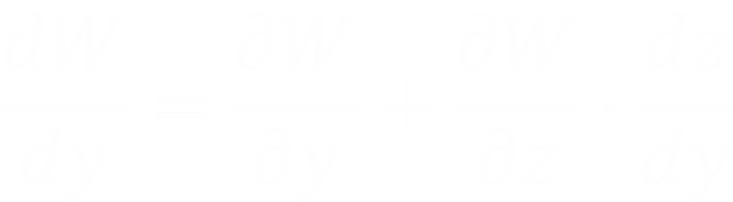 dW/dy = ∂W/∂y + ∂W/∂z · dz/dy